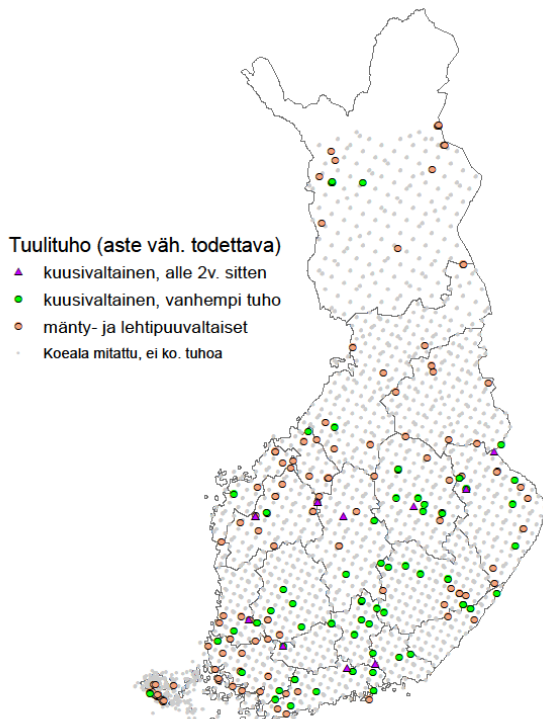 Tuulituho (aste väh. todettava)
kuusivaltainen, alle 2v. sitten
kuusivaltainen, vanhempi tuho
mänty- ja lehtipuuvaltaiset
Koeala mitattu, ei ko. tuhoa